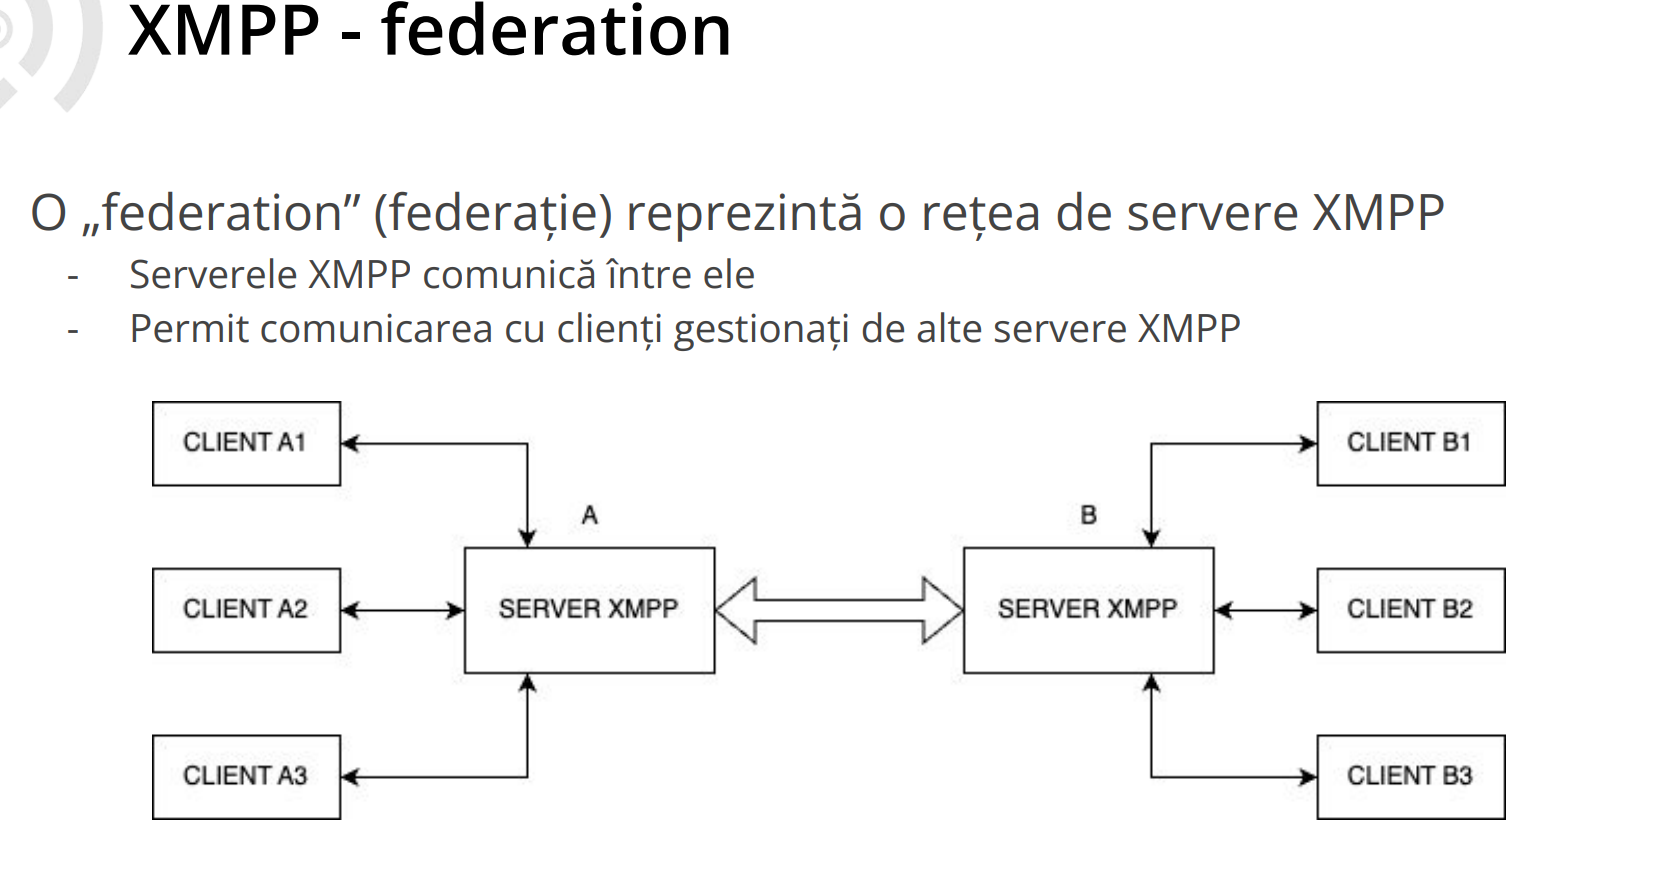 XMPP - federation
O „federation” (federație) reprezintă o rețea de servere XMPP
- Serverele XMPP comunică între ele
- Permit comunicarea cu clienți gestionați de alte servere XMPP
CLIENT A1
CLIENT B1
A
B
CLIENT A2
SERVER XMPP
SERVER XMPP
CLIENT B2
CLIENT A3
CLIENT B3